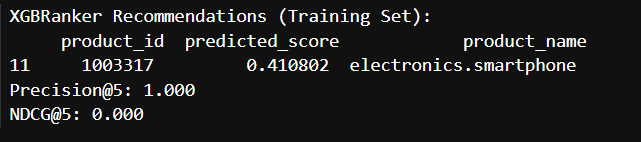 XGBRanker Recommendations (Training Set):
product_id predicted_score product_name
11 1003317 0.410802 electronics.smartphone
Precision@5: 1.000
NDCG@5: 0.000